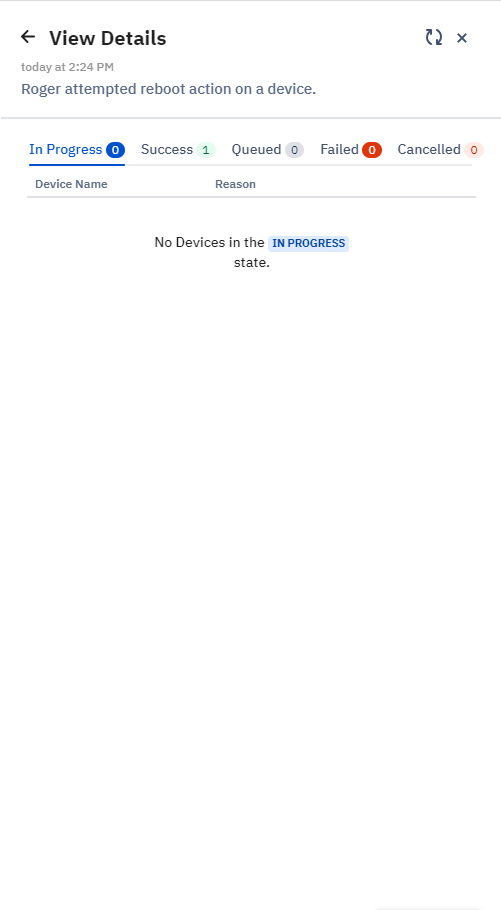 View Details
today at 2:24 PM
Roger attempted reboot action on a device.
In Progress 0 Success 1 Queued 0 Failed 0 Cancelled 0
Device Name Reason
No Devices in the IN PROGRESS
state.